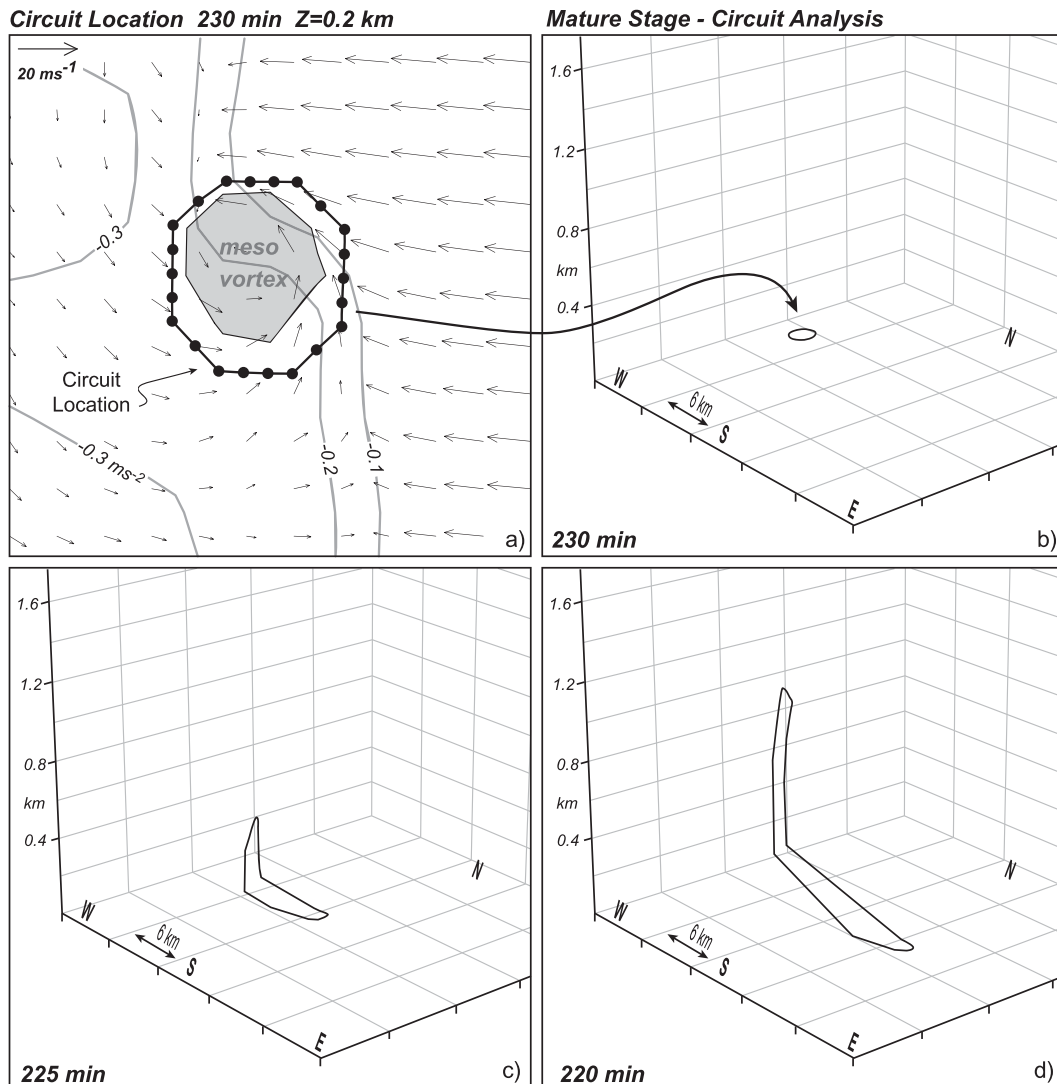 Circuit Location 230 min Z=0.2 km
Mature Stage - Circuit Analysis
20 ms-1
-0.3
meso
vortex
Circuit
Location
-0.3 ms-2
-0.2
-0.1
a)
1.6
1.2
0.8
km
0.4
W
6 km
S
N
E
230 min
b)
1.6
1.2
0.8
km
0.4
W
6 km
S
N
E
225 min
c)
1.6
1.2
0.8
km
0.4
W
6 km
S
N
E
220 min
d)